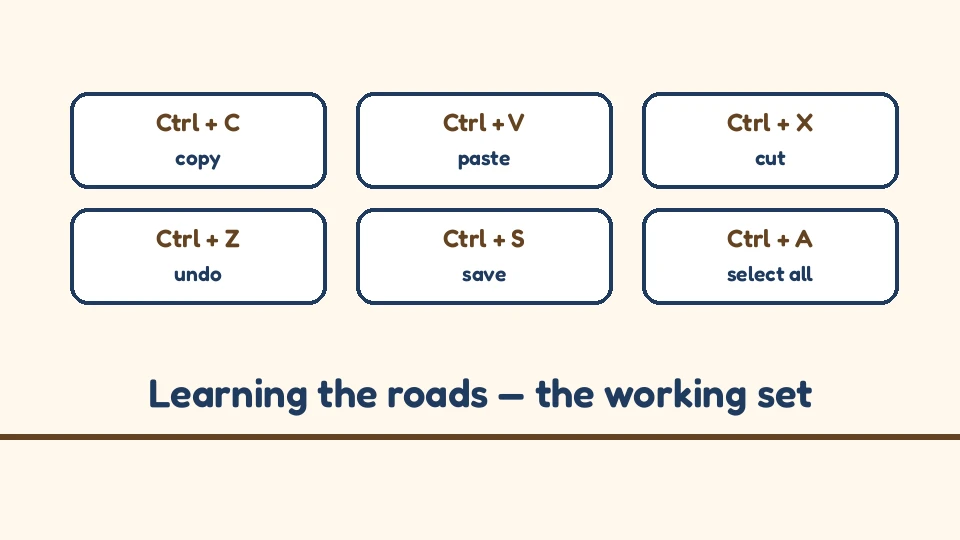 Ctrl + C
copy
Ctrl + V
paste
Ctrl + X
cut
Ctrl + Z
undo
Ctrl + S
save
Ctrl + A
select all
Learning the roads — the working set